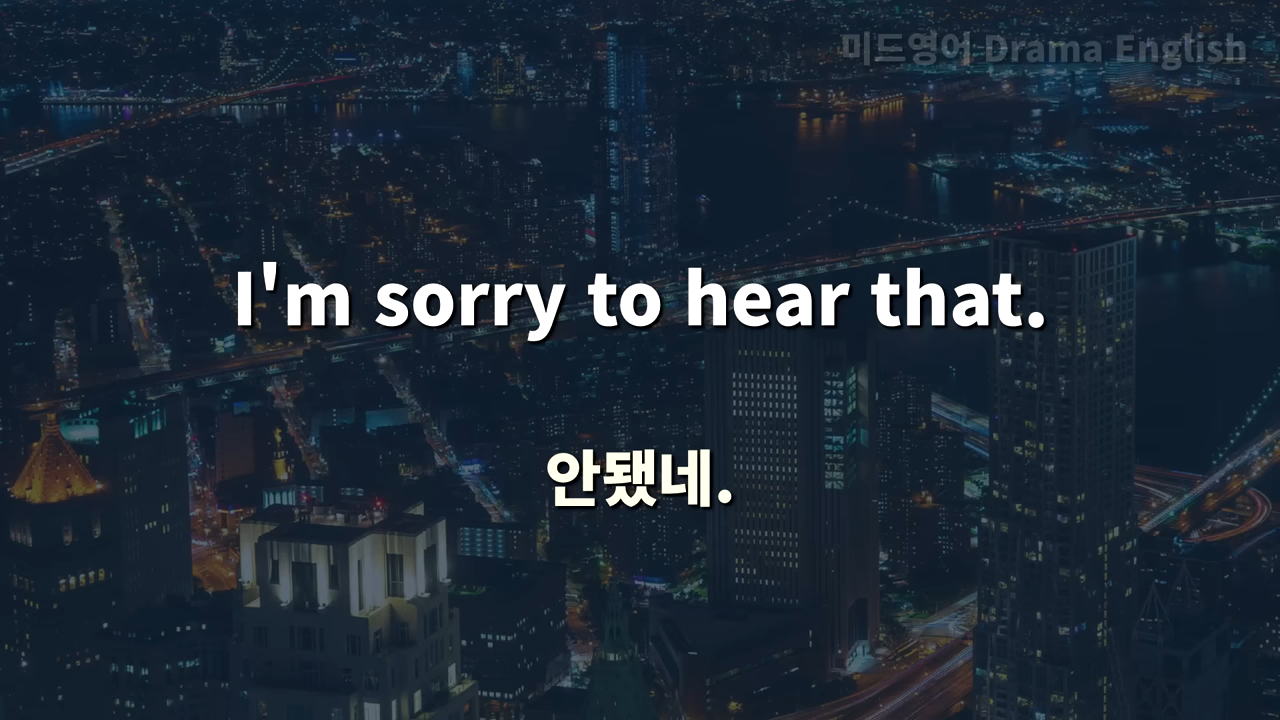 미드영어 Drama English
I'm sorry to hear that.
안됐네.